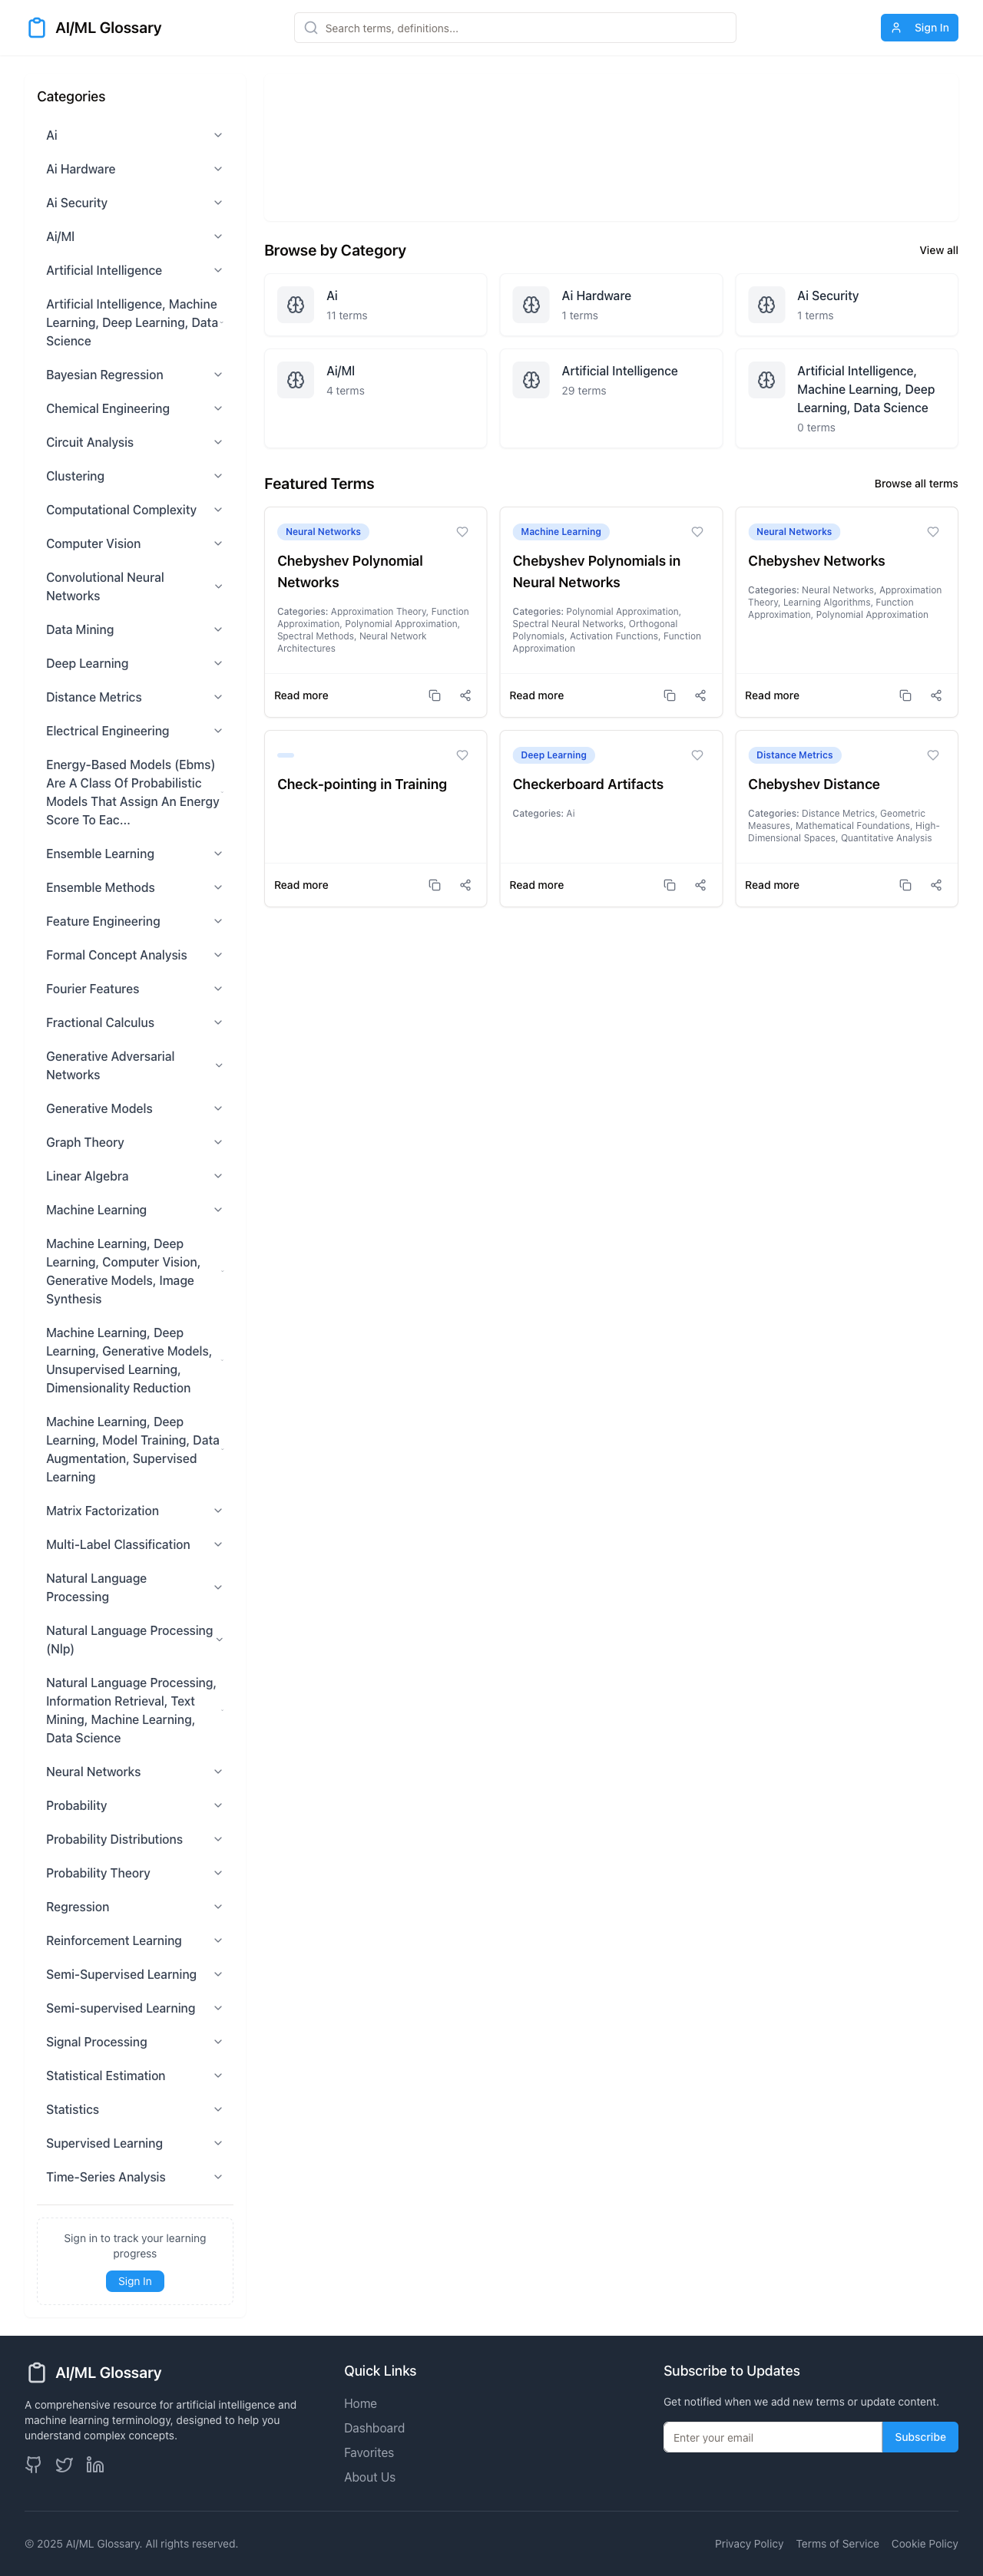 AI/ML Glossary
Search terms, definitions...
Sign In
Categories
Ai
Ai Hardware
Ai Security
Ai/Ml
Artificial Intelligence
Artificial Intelligence, Machine
Learning, Deep Learning, Data
Science
Bayesian Regression
Chemical Engineering
Circuit Analysis
Clustering
Computational Complexity
Computer Vision
Convolutional Neural
Networks
Data Mining
Deep Learning
Distance Metrics
Electrical Engineering
Energy-Based Models (Ebms)
Are A Class Of Probabilistic
Models That Assign An Energy
Score To Eac...
Ensemble Learning
Ensemble Methods
Feature Engineering
Formal Concept Analysis
Fourier Features
Fractional Calculus
Generative Adversarial
Networks
Generative Models
Graph Theory
Linear Algebra
Machine Learning
Machine Learning, Deep
Learning, Computer Vision,
Generative Models, Image
Synthesis
Machine Learning, Deep
Learning, Generative Models,
Unsupervised Learning,
Dimensionality Reduction
Machine Learning, Deep
Learning, Model Training, Data
Augmentation, Supervised
Learning
Matrix Factorization
Multi-Label Classification
Natural Language
Processing
Natural Language Processing
(Nlp)
Natural Language Processing,
Information Retrieval, Text
Mining, Machine Learning,
Data Science
Neural Networks
Probability
Probability Distributions
Probability Theory
Regression
Reinforcement Learning
Semi-Supervised Learning
Semi-supervised Learning
Signal Processing
Statistical Estimation
Statistics
Supervised Learning
Time-Series Analysis
Sign in to track your learning
progress
Sign In
Browse by Category
View all
Ai
11 terms
Ai Hardware
1 terms
Ai Security
1 terms
Ai/Ml
4 terms
Artificial Intelligence
29 terms
Artificial Intelligence,
Machine Learning, Deep
Learning, Data Science
0 terms
Featured Terms
Browse all terms
Neural Networks
Chebyshev Polynomial
Networks
Categories: Approximation Theory, Function
Approximation, Polynomial Approximation,
Spectral Methods, Neural Network
Architectures
Read more
Machine Learning
Chebyshev Polynomials in
Neural Networks
Categories: Polynomial Approximation,
Spectral Neural Networks, Orthogonal
Polynomials, Activation Functions, Function
Approximation
Read more
Neural Networks
Chebyshev Networks
Categories: Neural Networks, Approximation
Theory, Learning Algorithms, Function
Approximation, Polynomial Approximation
Read more
Check-pointing in Training
Read more
Deep Learning
Checkerboard Artifacts
Categories: Ai
Read more
Distance Metrics
Chebyshev Distance
Categories: Distance Metrics, Geometric
Measures, Mathematical Foundations, High-
Dimensional Spaces, Quantitative Analysis
Read more
AI/ML Glossary
A comprehensive resource for artificial intelligence and
machine learning terminology, designed to help you
understand complex concepts.
Quick Links
Home
Dashboard
Favorites
About Us
Subscribe to Updates
Get notified when we add new terms or update content.
Enter your email
Subscribe
© 2025 AI/ML Glossary. All rights reserved.
Privacy Policy
Terms of Service
Cookie Policy